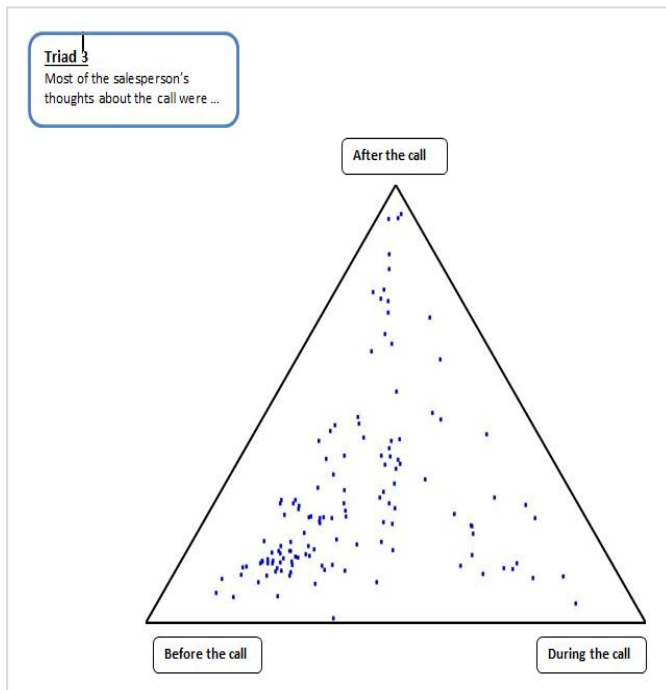 Triad 3
Most of the salesperson's
thoughts about the call were ...
After the call
Before the call
During the call